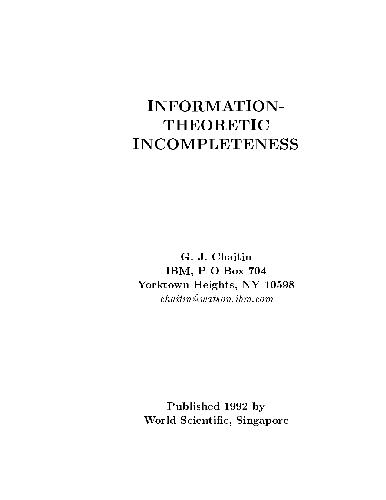 INFORMATION-
THEORETIC
INCOMPLETENESS
G. J. Chaitin
IBM, P O Box 704
Yorktown Heights, NY 10598
chaitin@watson.ibm.com
Published 1992 by
World Scientific, Singapore